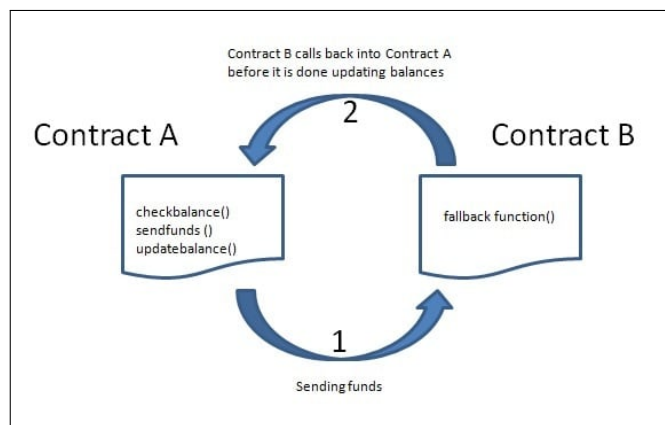 Contract B calls back into Contract A
before it is done updating balances
2
Contract A
Contract B
checkbalance()
sendfunds ()
updatebalance()
fallback function()
1
Sending funds